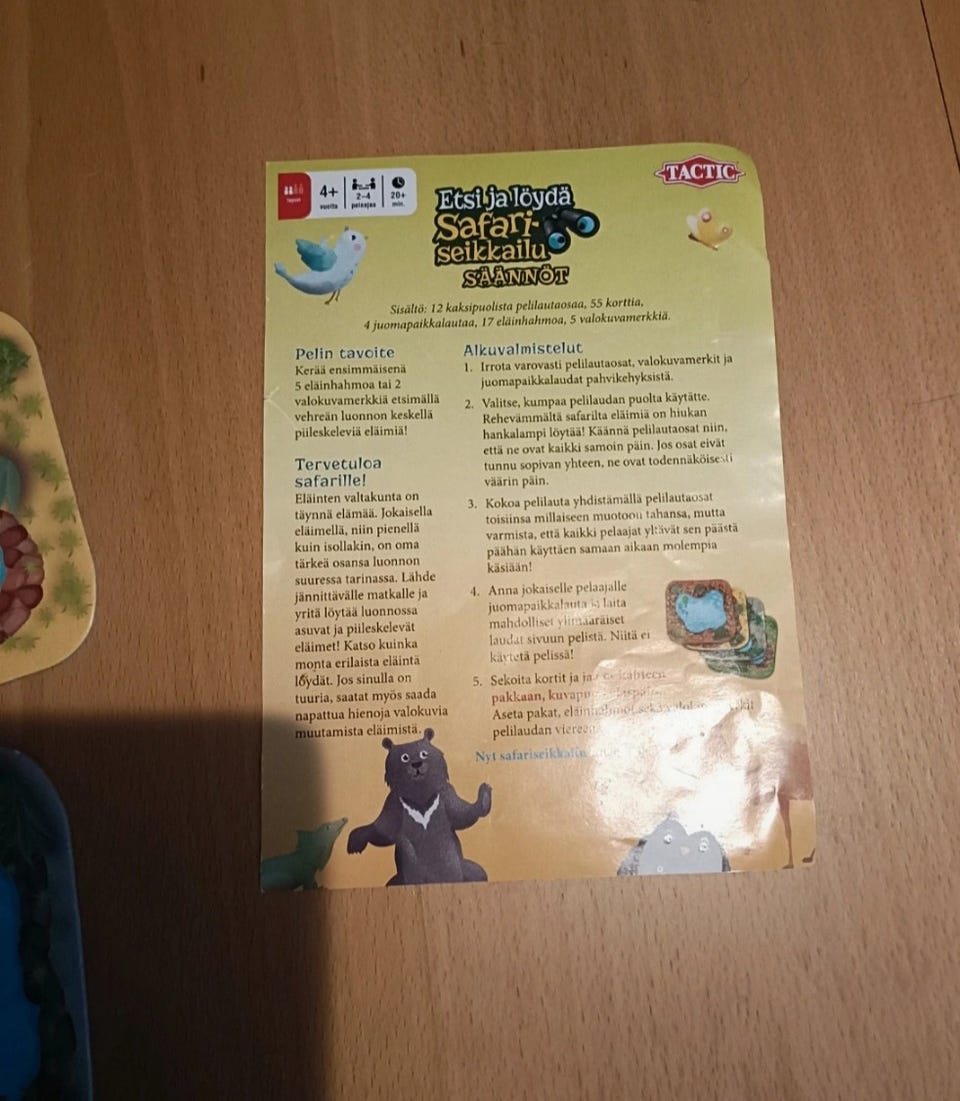 TACTIC
4+
vuotta
2–4
pelaajaa
20+
min.
Etsi ja löydä
Safari-
seikkailu
SÄÄNNÖT
Sisältö: 12 kaksipuolista pelilautaosaa, 55 korttia,
4 juomapaikkalautaa, 17 eläinhahmoa, 5 valokuvamerkkiä.
Pelin tavoite
Kerää ensimmäisenä
5 eläinhahmoa tai 2
valokuvamerkkiä etsimällä
vehreän luonnon keskellä
piileskeleviä eläimiä!
Tervetuloa
safarille!
Eläinten valtakunta on
täynnä elämää. Jokaisella
eläimellä, niin pienellä
kuin isollakin, on oma
tärkeä osansa luonnon
suuressa tarinassa. Lähde
jännittävälle matkalle ja
yritä löytää luonnossa
asuvat ja piileskelevät
eläimet! Katso kuinka
monta erilaista eläintä
löydät. Jos sinulla on
tuuria, saatat myös saada
napattua hienoja valokuvia
muutamista eläimistä.
Alkuvalmistelut
1. Irrota varovasti pelilautaosat, valokuvamerkit ja
juomapaikkalaudat pahvikehyksistä.
2. Valitse, kumpaa pelilaudan puolta käytätte.
Rehevämmältä safarilta eläimiä on hiukan
hankalampi löytää! Käännä pelilautaosat niin,
että ne ovat kaikki samoin päin. Jos osat eivät
tunnu sopivan yhteen, ne ovat todennäköisesti
väärin päin.
3. Kokoa pelilauta yhdistämällä pelilautaosat
toisiinsa millaiseen muotoon tahansa, mutta
varmista, että kaikki pelaajat yltävät sen päästä
päähän käyttäen samaan aikaan molempia
käsiään!
4. Anna jokaiselle pelaajalle
juomapaikkalauta ja laita
mahdolliset ylimääräiset
laudat sivuun pelistä. Niitä ei
käytetä pelissä!
5. Sekoita kortit ja jaa ne kahteen
pakkaan,
Aseta pakat, eläinhahmot sekä
pelilaudan viereen
Nyt safariseikkailu